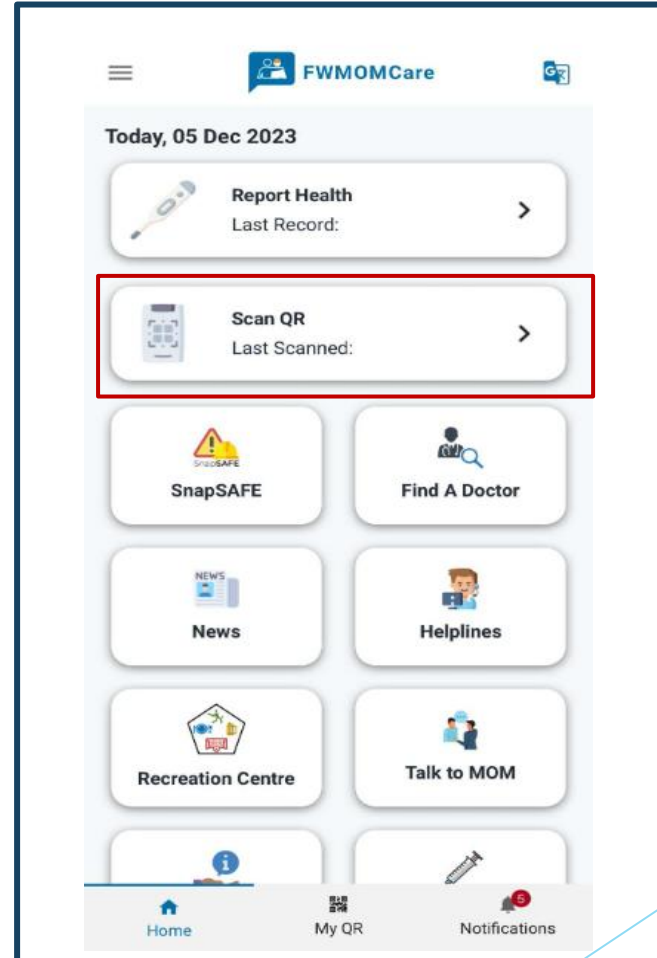 FWMOMCare
Today, 05 Dec 2023
Report Health
Last Record:
Scan QR
Last Scanned:
SnapSAFE
SnapSAFE
Find A Doctor
NEWS
News
Helplines
Recreation Centre
Talk to MOM
i
5
Home
My QR
Notifications